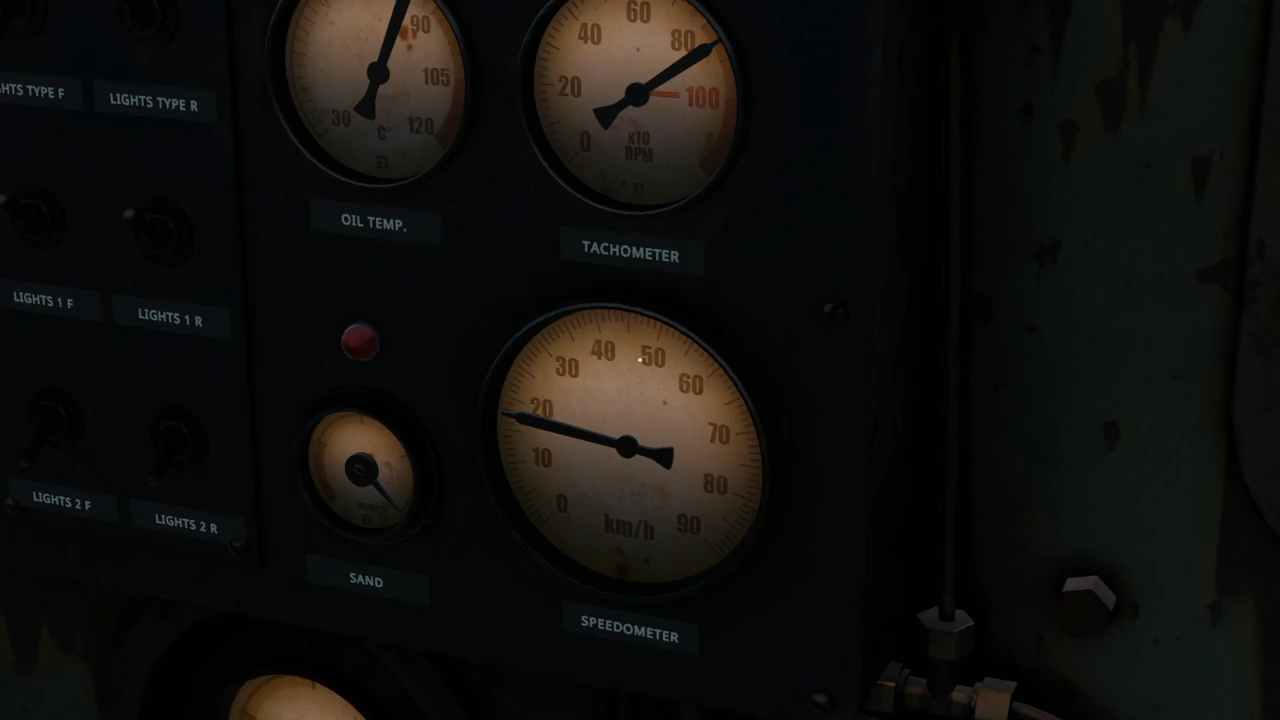 HTS TYPE F
LIGHTS TYPE R
90
105
120
30
C°
OIL TEMP.
0
20
40
60
80
100
x10
RPM
TACHOMETER
LIGHTS 1 F
LIGHTS 1 R
LIGHTS 2 F
LIGHTS 2 R
level
SAND
0
10
20
30
40
50
60
70
80
90
km/h
SPEEDOMETER